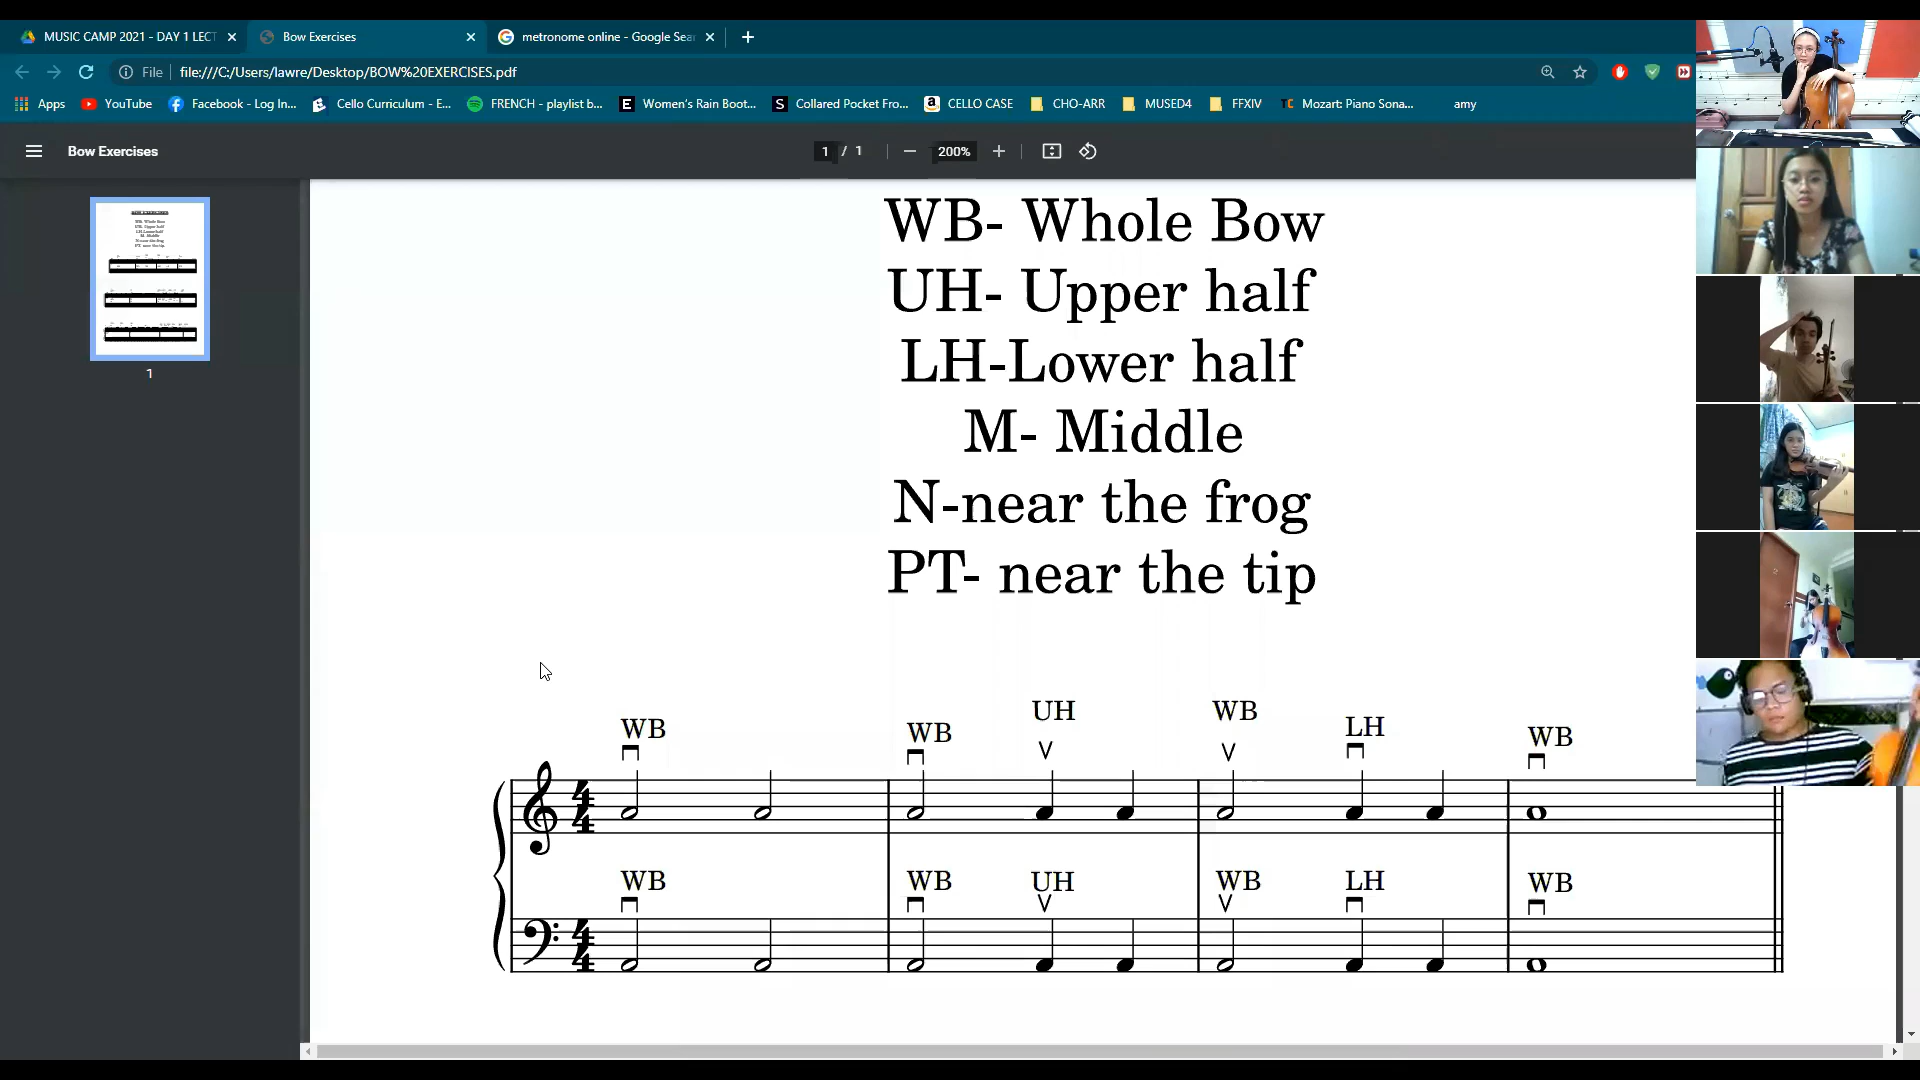 MUSIC CAMP 2021 - DAY 1 LECT
Bow Exercises
metronome online - Google Sear
File
file:///C:/Users/lawre/Desktop/BOW%20EXERCISES.pdf
Apps
YouTube
Facebook - Log In...
Cello Curriculum - E...
FRENCH - playlist b...
Women's Rain Boot...
Collared Pocket Fro...
CELLO CASE
CHO-ARR
MUSED4
FFXIV
Mozart: Piano Sona...
amy
Bow Exercises
1 / 1
200%
1
WB- Whole Bow
UH- Upper half
LH-Lower half
M- Middle
N-near the frog
PT- near the tip
WB WB UH WB LH WB
4
4
WB WB UH WB LH WB
4
4